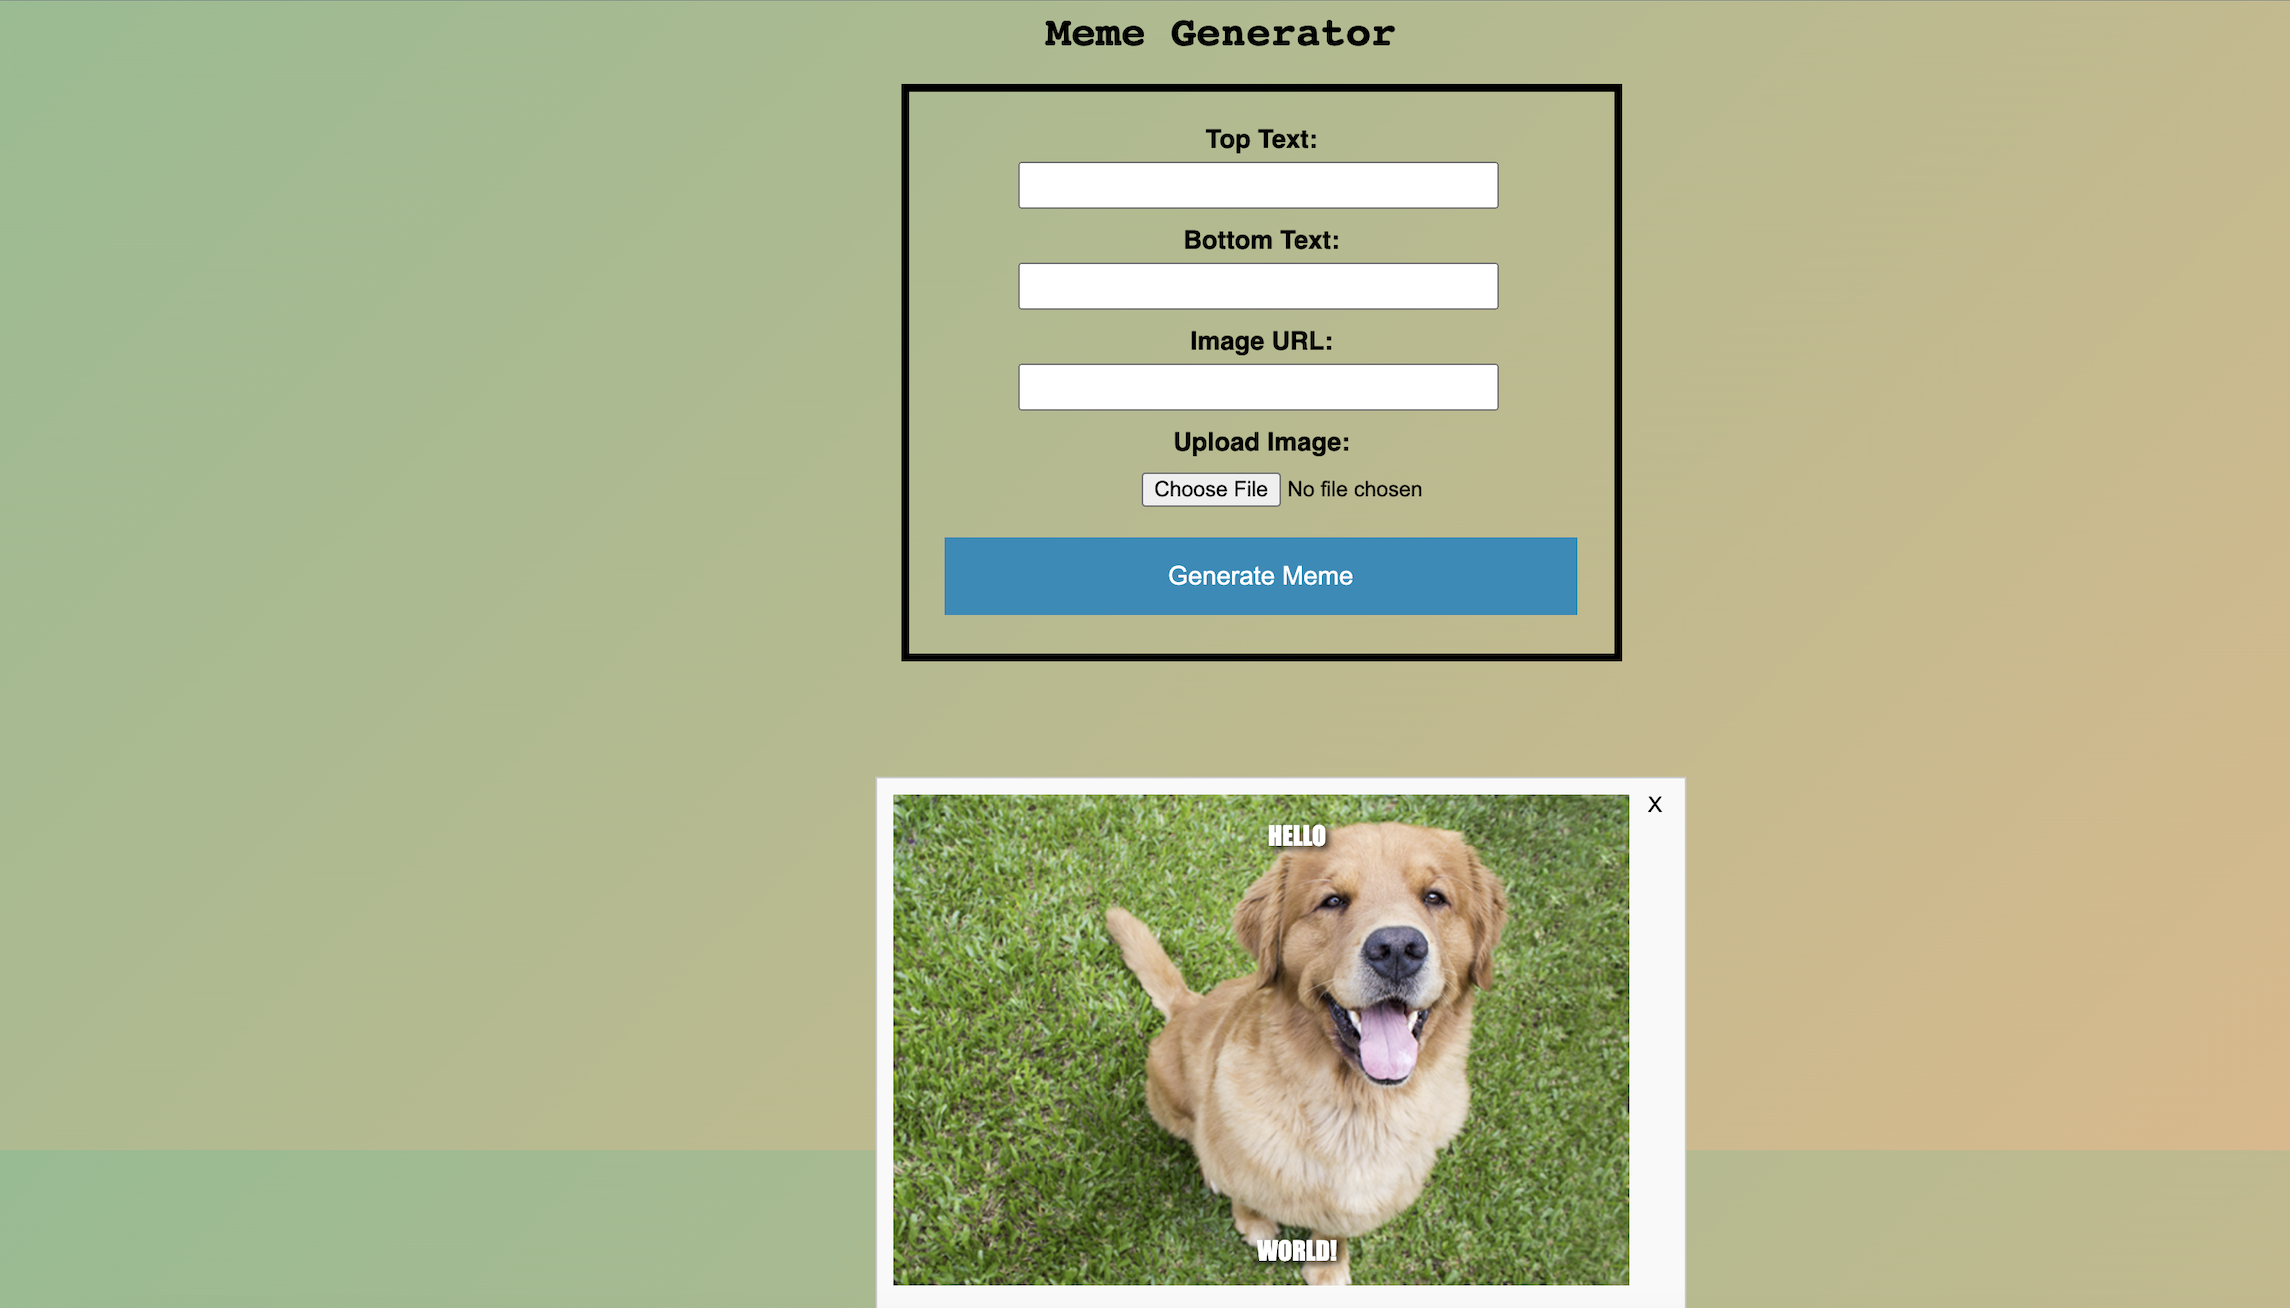 Meme Generator
Top Text:
Bottom Text:
Image URL:
Upload Image:
Choose File No file chosen
Generate Meme
X
HELLO
WORLD!